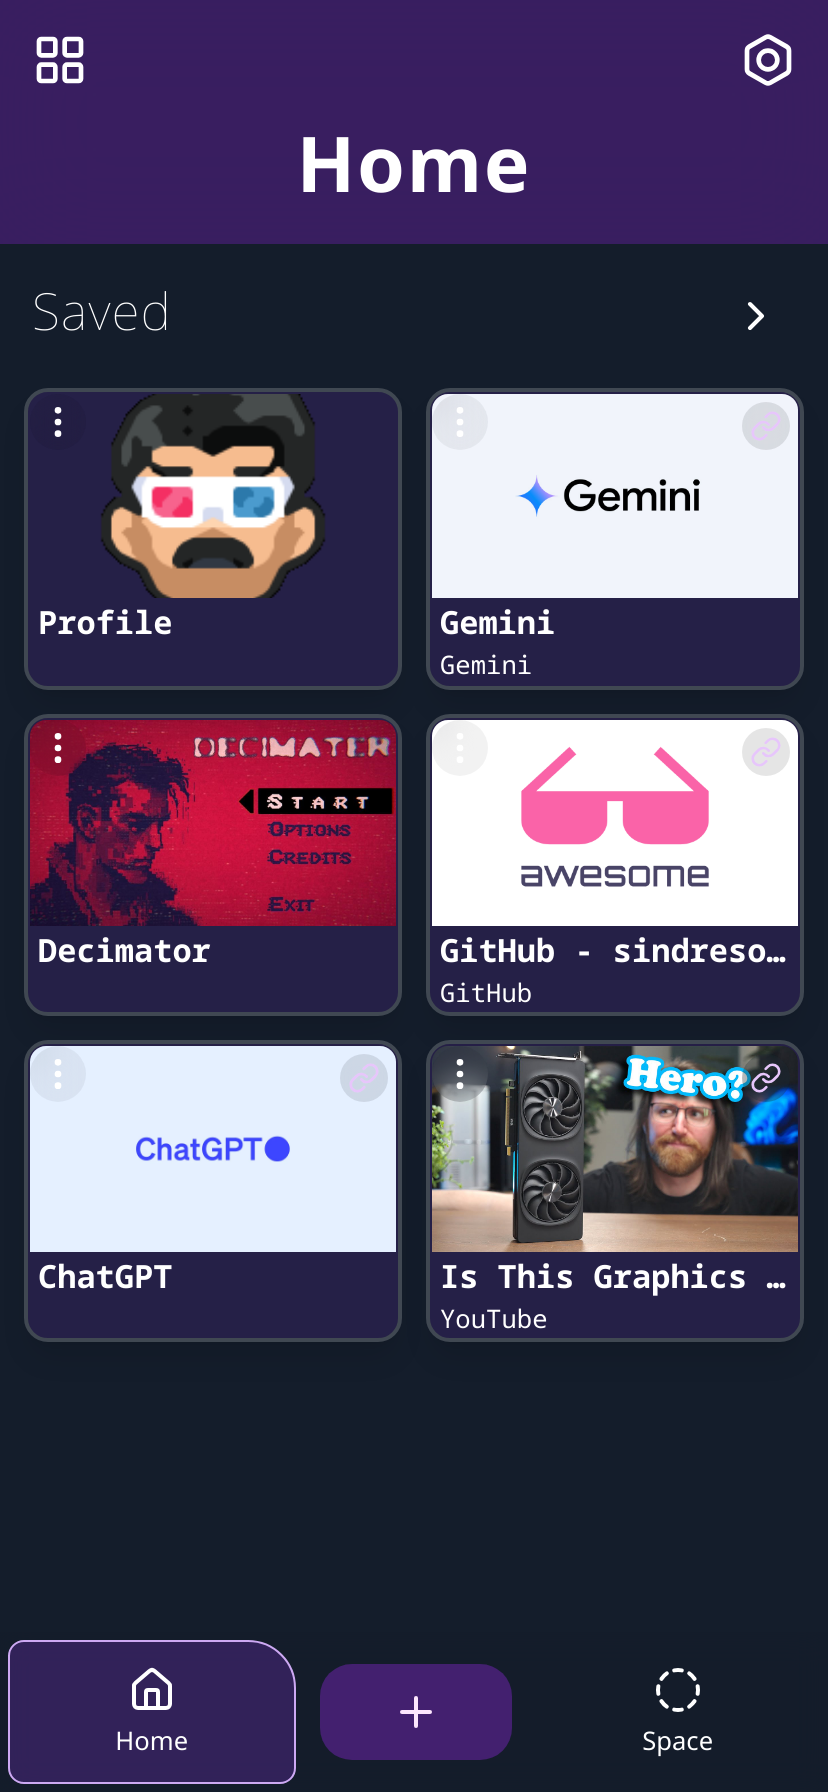 Home
Saved
Profile
Gemini
Gemini
Gemini
DECIMATER
START
OPTIONS
CREDITS
EXIT
Decimator
awesome
GitHub - sindreso…
GitHub
ChatGPT
ChatGPT
Hero?
Is This Graphics …
YouTube
Home
Space